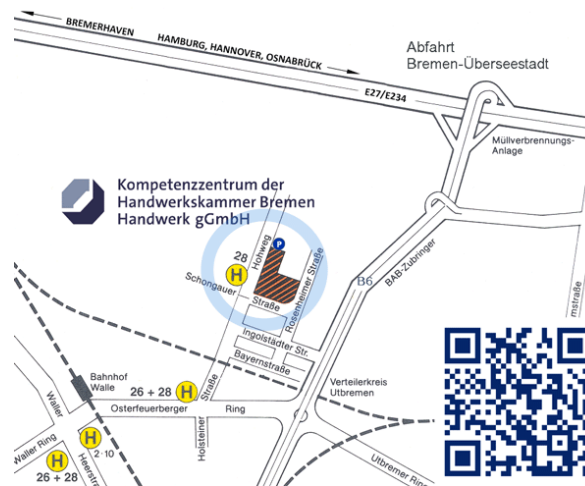 BREMERHAVEN
HAMBURG, HANNOVER, OSNABRÜCK
Abfahrt
Bremen-Überseestadt
E27/E234
Müllverbrennungs-
Anlage
Kompetenzzentrum der
Handwerkskammer Bremen
Handwerk gGmbH
P
28
H
Hohweg
Rosenheimer Straße
BAB-Zubringer
B6
Schongauer
Straße
mstraße
Ingolstädter Str.
Bayernstraße
Bahnhof
Walle
26 + 28 H
Straße
Verteilerkreis
Utbremen
Waller
Osterfeuerberger
Ring
Holsteiner
H
2·10
Waller Ring
H
26 + 28
Heerstr
Utbremer Ring